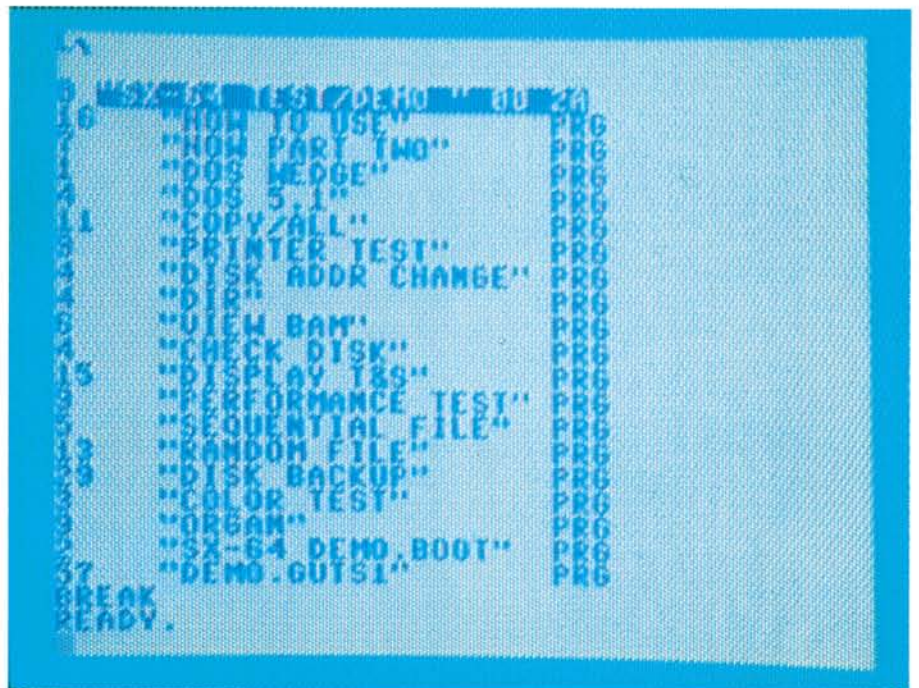 "HOW TO USE" PRG
"HOW PART TWO" PRG
"DOS WEDGE" PRG
"DOS 5.1" PRG
11 "COPY/ALL" PRG
"PRINTER TEST" PRG
"DISK ADDR CHANGE" PRG
"DIR" PRG
"VIEW BAM" PRG
"CHECK DISK" PRG
15 "DISPLAY T&S" PRG
"PERFORMANCE TEST" PRG
"SEQUENTIAL FILE" PRG
"RANDOM FILE" PRG
"DISK BACKUP" PRG
"COLOR TEST" PRG
"ORGAN" PRG
"SX-64 DEMO.BOOT" PRG
37 "DEMO.GUTS1" PRG
BREAK
READY.